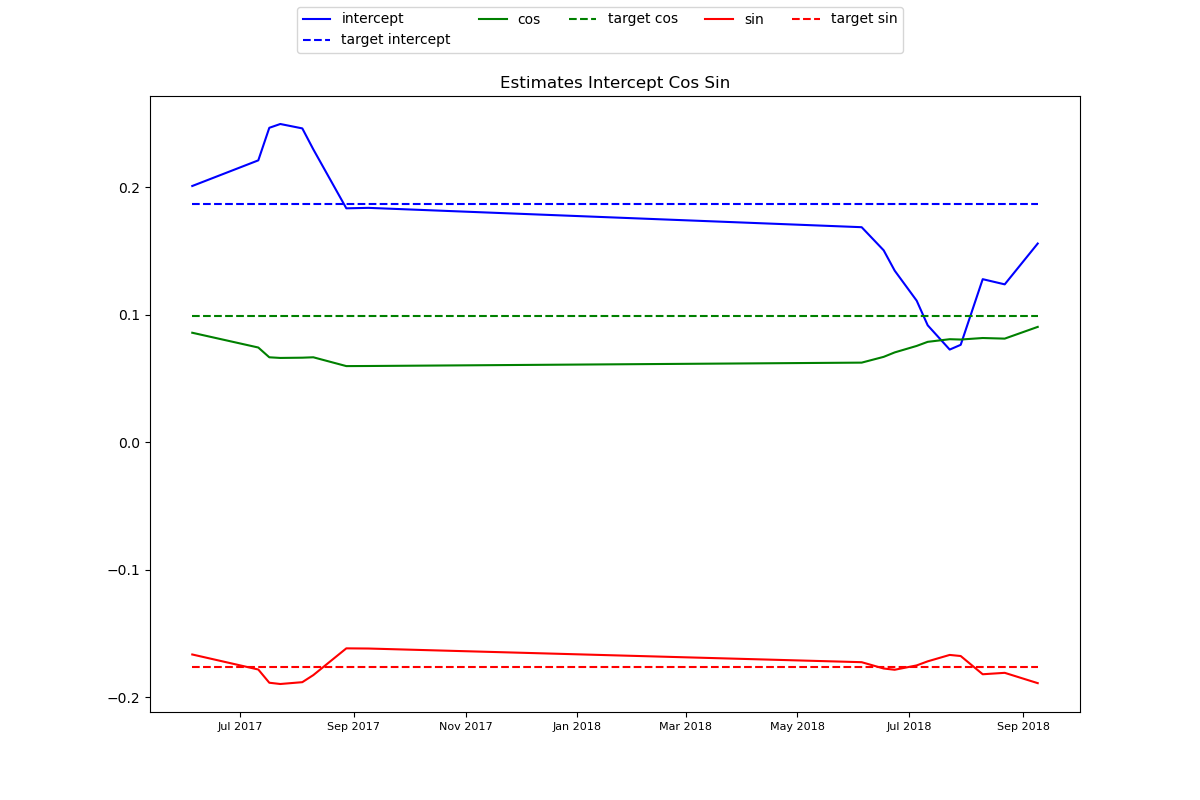 intercept cos target cos sin target sin
target intercept
Estimates Intercept Cos Sin
0.2
0.1
0.0
−0.1
−0.2
Jul 2017 Sep 2017 Nov 2017 Jan 2018 Mar 2018 May 2018 Jul 2018 Sep 2018